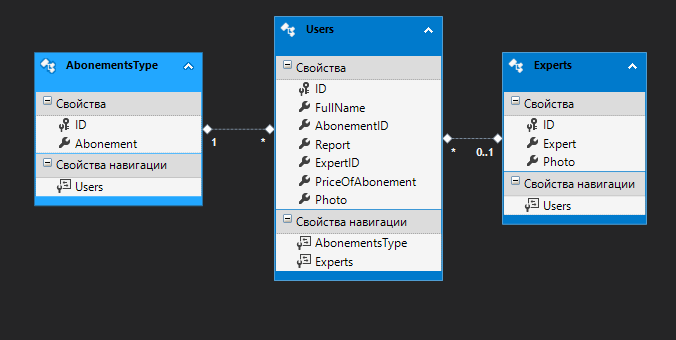 AbonementsType
Свойства
ID
Abonement
Свойства навигации
Users
1
*
Users
Свойства
ID
FullName
AbonementID
Report
ExpertID
PriceOfAbonement
Photo
Свойства навигации
AbonementsType
Experts
*
0..1
Experts
Свойства
ID
Expert
Photo
Свойства навигации
Users